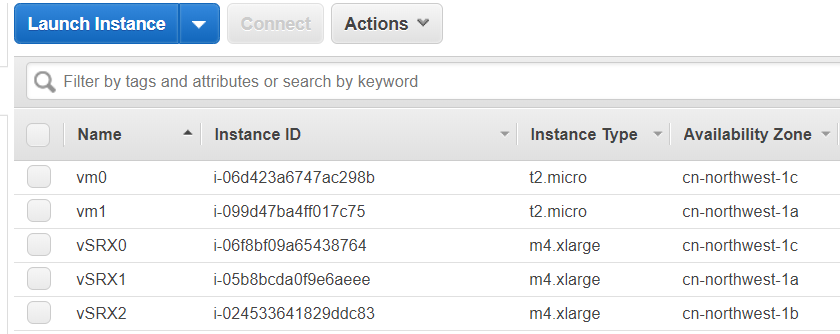 Launch Instance Connect Actions
Filter by tags and attributes or search by keyword
Name Instance ID Instance Type Availability Zone
vm0 i-06d423a6747ac298b t2.micro cn-northwest-1c
vm1 i-099d47ba4ff017c75 t2.micro cn-northwest-1a
vSRX0 i-06f8bf09a65438764 m4.xlarge cn-northwest-1c
vSRX1 i-05b8bcda0f9e6aeee m4.xlarge cn-northwest-1a
vSRX2 i-024533641829ddc83 m4.xlarge cn-northwest-1b